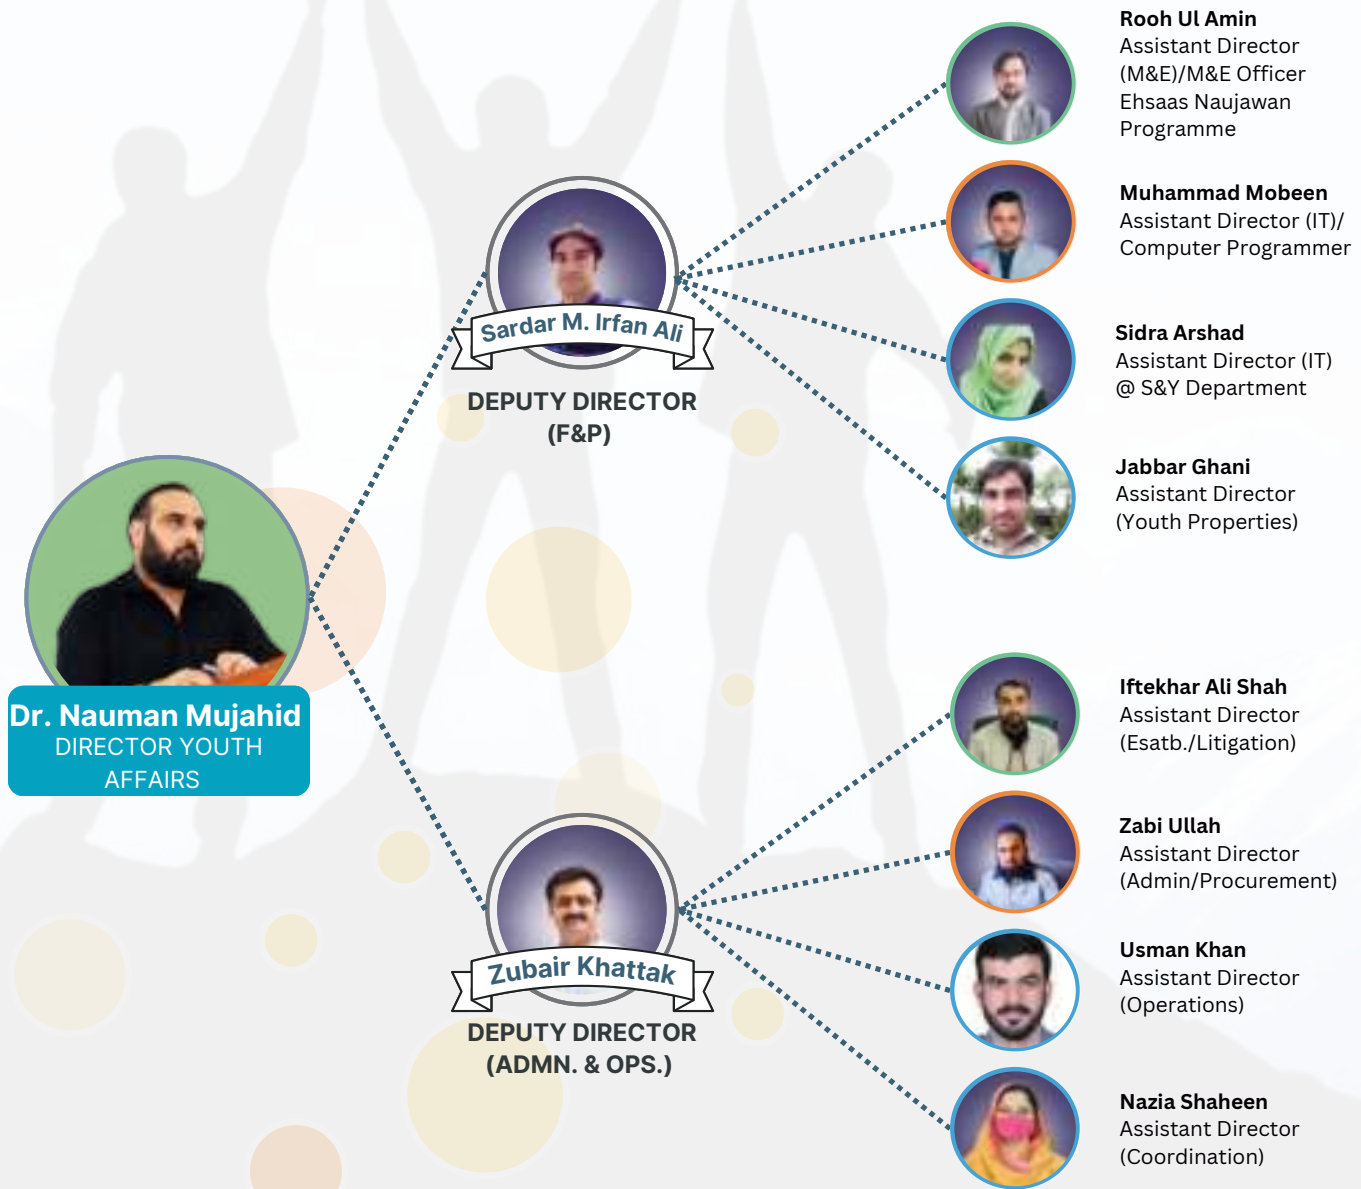 Rooh Ul Amin
Assistant Director
(M&E)/M&E Officer
Ehsaas Naujawan
Programme
Muhammad Mobeen
Assistant Director (IT)/
Computer Programmer
Sidra Arshad
Assistant Director (IT)
@ S&Y Department
Jabbar Ghani
Assistant Director
(Youth Properties)
Sardar M. Irfan Ali
DEPUTY DIRECTOR
(F&P)
Dr. Nauman Mujahid
DIRECTOR YOUTH
AFFAIRS
Zubair Khattak
DEPUTY DIRECTOR
(ADMN. & OPS.)
Iftekhar Ali Shah
Assistant Director
(Esatb./Litigation)
Zabi Ullah
Assistant Director
(Admin/Procurement)
Usman Khan
Assistant Director
(Operations)
Nazia Shaheen
Assistant Director
(Coordination)